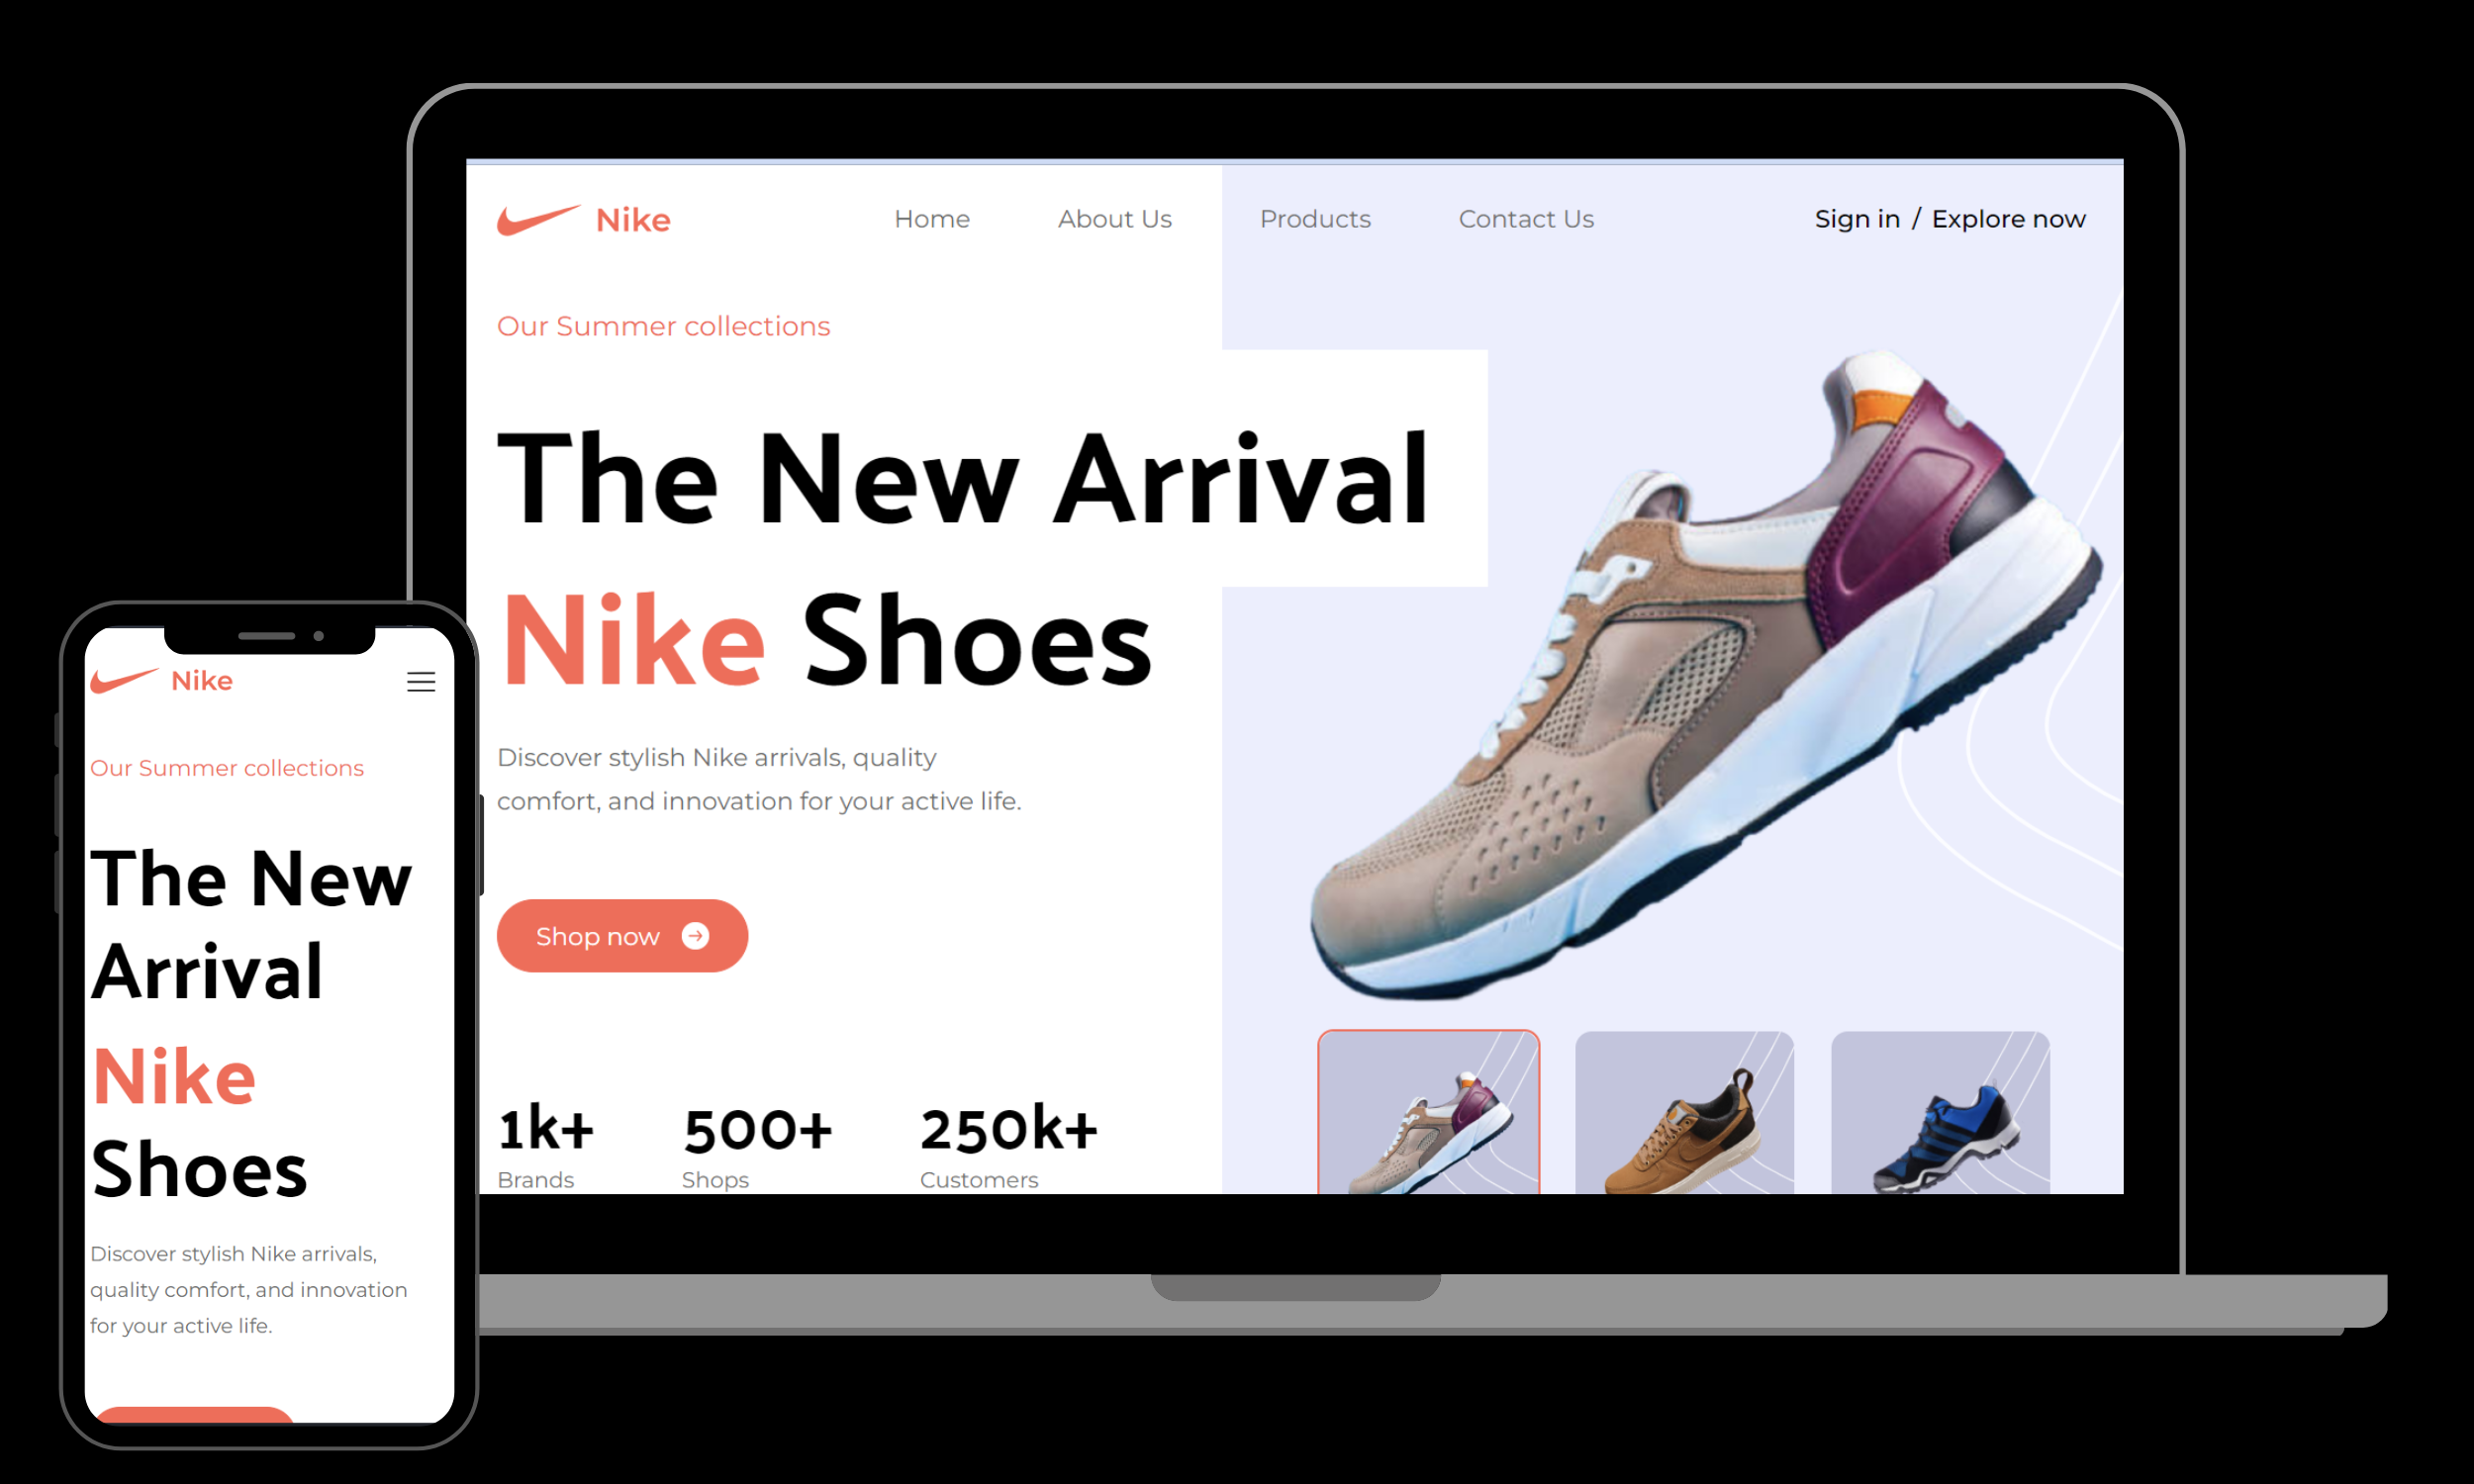 Nike
Home
About Us
Products
Contact Us
Sign in / Explore now
Our Summer collections
The New Arrival
Nike Shoes
Discover stylish Nike arrivals, quality
comfort, and innovation for your active life.
Shop now
1k+
500+
250k+
Brands
Shops
Customers
Nike
Our Summer collections
The New
Arrival
Nike
Shoes
Discover stylish Nike arrivals,
quality comfort, and innovation
for your active life.